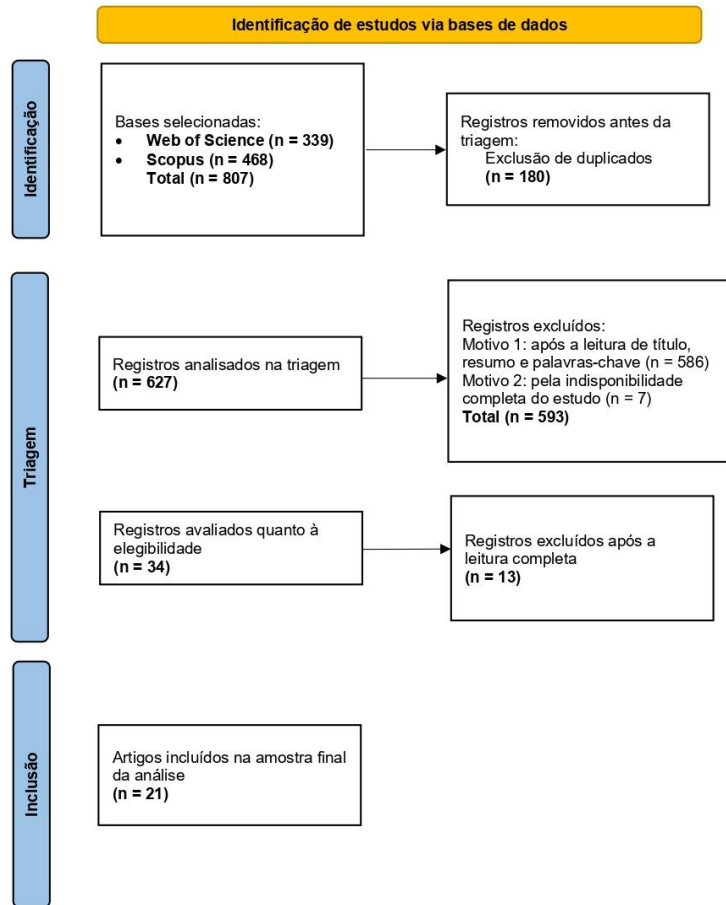 Identificação de estudos via bases de dados
Identificação
Bases selecionadas:
• Web of Science (n = 339)
• Scopus (n = 468)
Total (n = 807)
Registros removidos antes da
triagem:
Exclusão de duplicados
(n = 180)
Triagem
Registros analisados na triagem
(n = 627)
Registros excluídos:
Motivo 1: após a leitura de título,
resumo e palavras-chave (n = 586)
Motivo 2: pela indisponibilidade
completa do estudo (n = 7)
Total (n = 593)
Registros avaliados quanto à
elegibilidade
(n = 34)
Registros excluídos após a
leitura completa
(n = 13)
Inclusão
Artigos incluídos na amostra final
da análise
(n = 21)